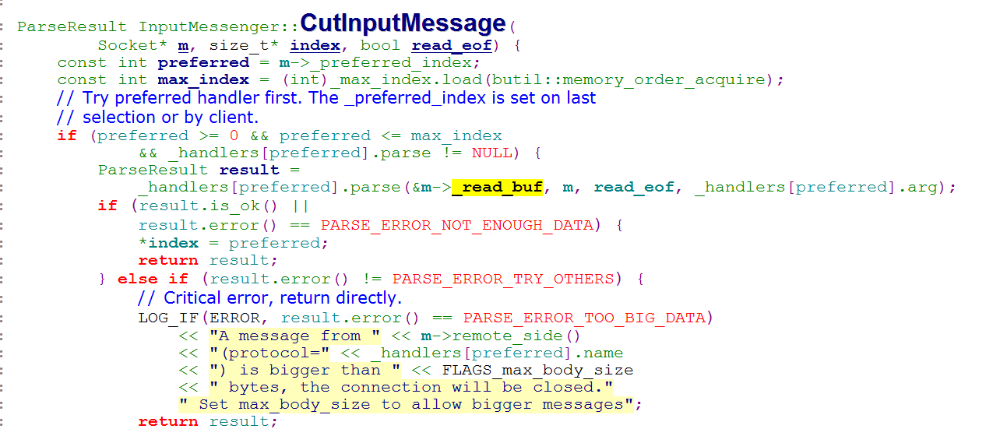 ParseResult InputMessenger::CutInputMessage(
        Socket* m, size_t* index, bool read_eof) {
    const int preferred = m->_preferred_index;
    const int max_index = (int)_max_index.load(butil::memory_order_acquire);
    // Try preferred handler first. The _preferred_index is set on last
    // selection or by client.
    if (preferred >= 0 && preferred <= max_index
            && _handlers[preferred].parse != NULL) {
        ParseResult result =
            _handlers[preferred].parse(&m->_read_buf, m, read_eof, _handlers[preferred].arg);
        if (result.is_ok() ||
            result.error() == PARSE_ERROR_NOT_ENOUGH_DATA) {
            *index = preferred;
            return result;
        } else if (result.error() != PARSE_ERROR_TRY_OTHERS) {
            // Critical error, return directly.
            LOG_IF(ERROR, result.error() == PARSE_ERROR_TOO_BIG_DATA)
                << "A message from " << m->remote_side()
                << "(protocol=" << _handlers[preferred].name
                << ") is bigger than " << FLAGS_max_body_size
                << " bytes, the connection will be closed."
                " Set max_body_size to allow bigger messages";
            return result;